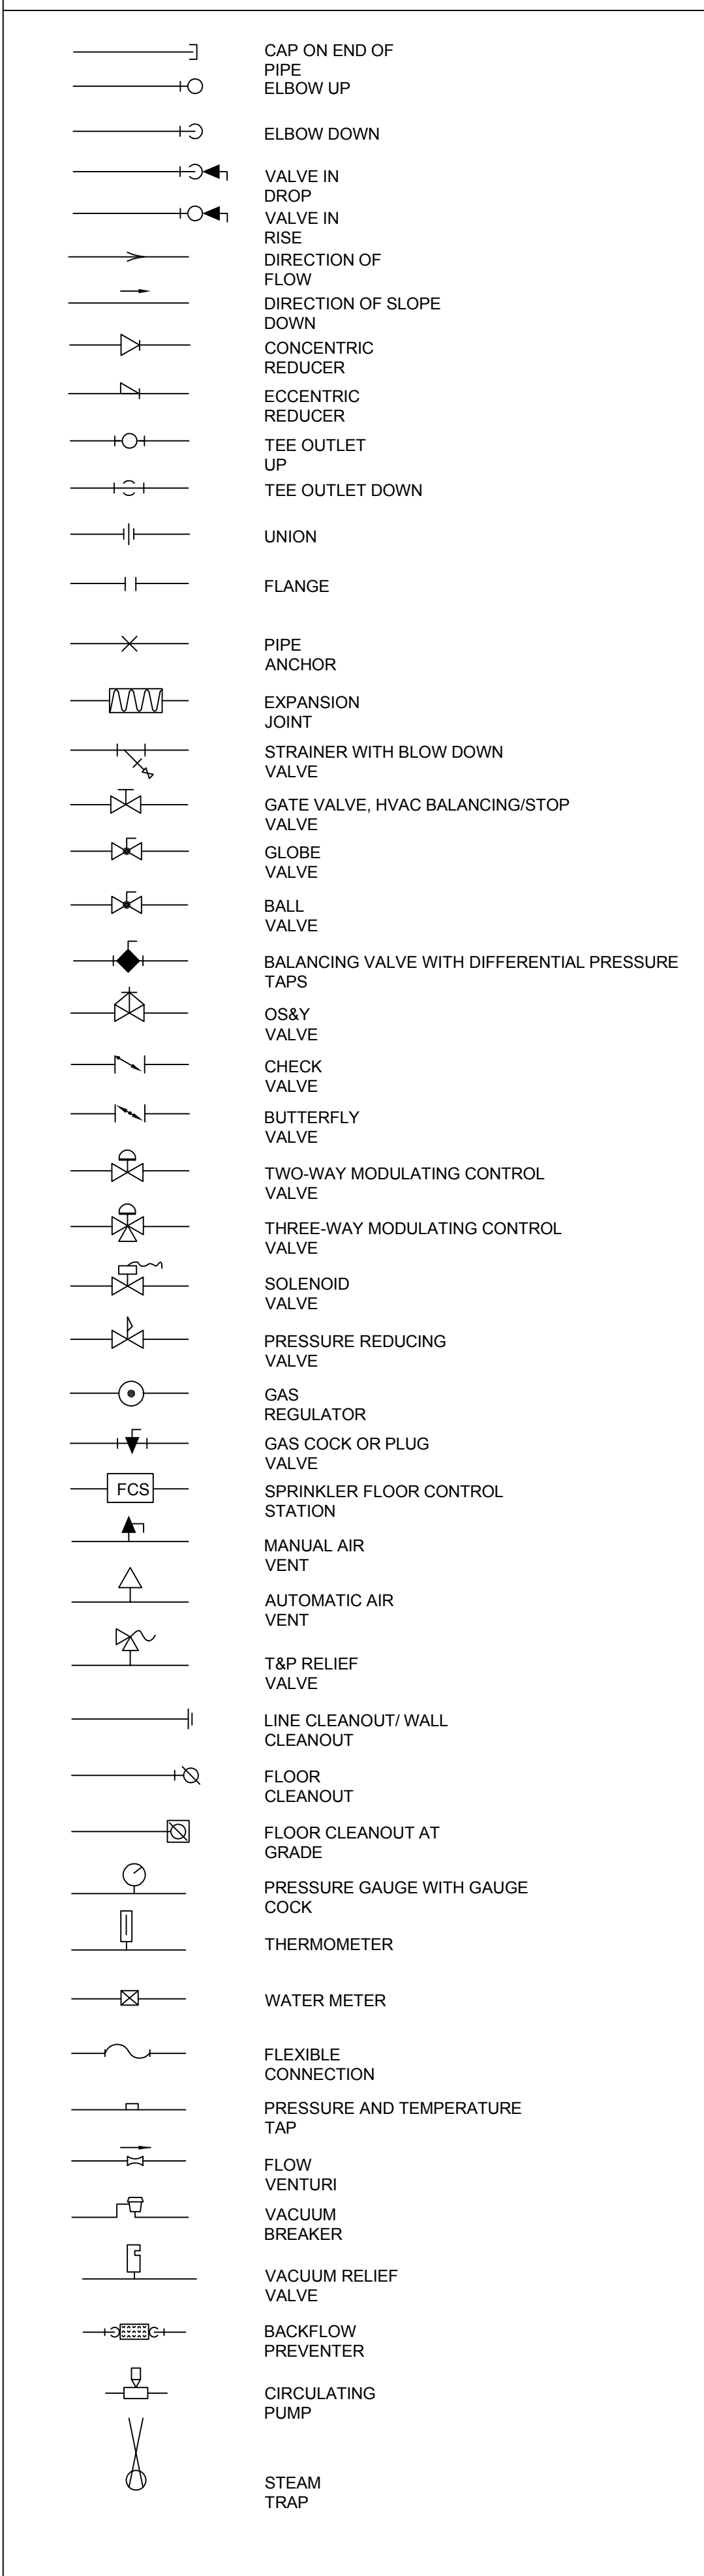 CAP ON END OF
PIPE
ELBOW UP
ELBOW DOWN
VALVE IN
DROP
VALVE IN
RISE
DIRECTION OF
FLOW
DIRECTION OF SLOPE
DOWN
CONCENTRIC
REDUCER
ECCENTRIC
REDUCER
TEE OUTLET
UP
TEE OUTLET DOWN
UNION
FLANGE
PIPE
ANCHOR
EXPANSION
JOINT
STRAINER WITH BLOW DOWN
VALVE
GATE VALVE, HVAC BALANCING/STOP
VALVE
GLOBE
VALVE
BALL
VALVE
BALANCING VALVE WITH DIFFERENTIAL PRESSURE
TAPS
OS&Y
VALVE
CHECK
VALVE
BUTTERFLY
VALVE
TWO-WAY MODULATING CONTROL
VALVE
THREE-WAY MODULATING CONTROL
VALVE
SOLENOID
VALVE
PRESSURE REDUCING
VALVE
GAS
REGULATOR
GAS COCK OR PLUG
VALVE
FCS
SPRINKLER FLOOR CONTROL
STATION
MANUAL AIR
VENT
AUTOMATIC AIR
VENT
T&P RELIEF
VALVE
LINE CLEANOUT/ WALL
CLEANOUT
FLOOR
CLEANOUT
FLOOR CLEANOUT AT
GRADE
PRESSURE GAUGE WITH GAUGE
COCK
THERMOMETER
WATER METER
FLEXIBLE
CONNECTION
PRESSURE AND TEMPERATURE
TAP
FLOW
VENTURI
VACUUM
BREAKER
VACUUM RELIEF
VALVE
BACKFLOW
PREVENTER
CIRCULATING
PUMP
STEAM
TRAP